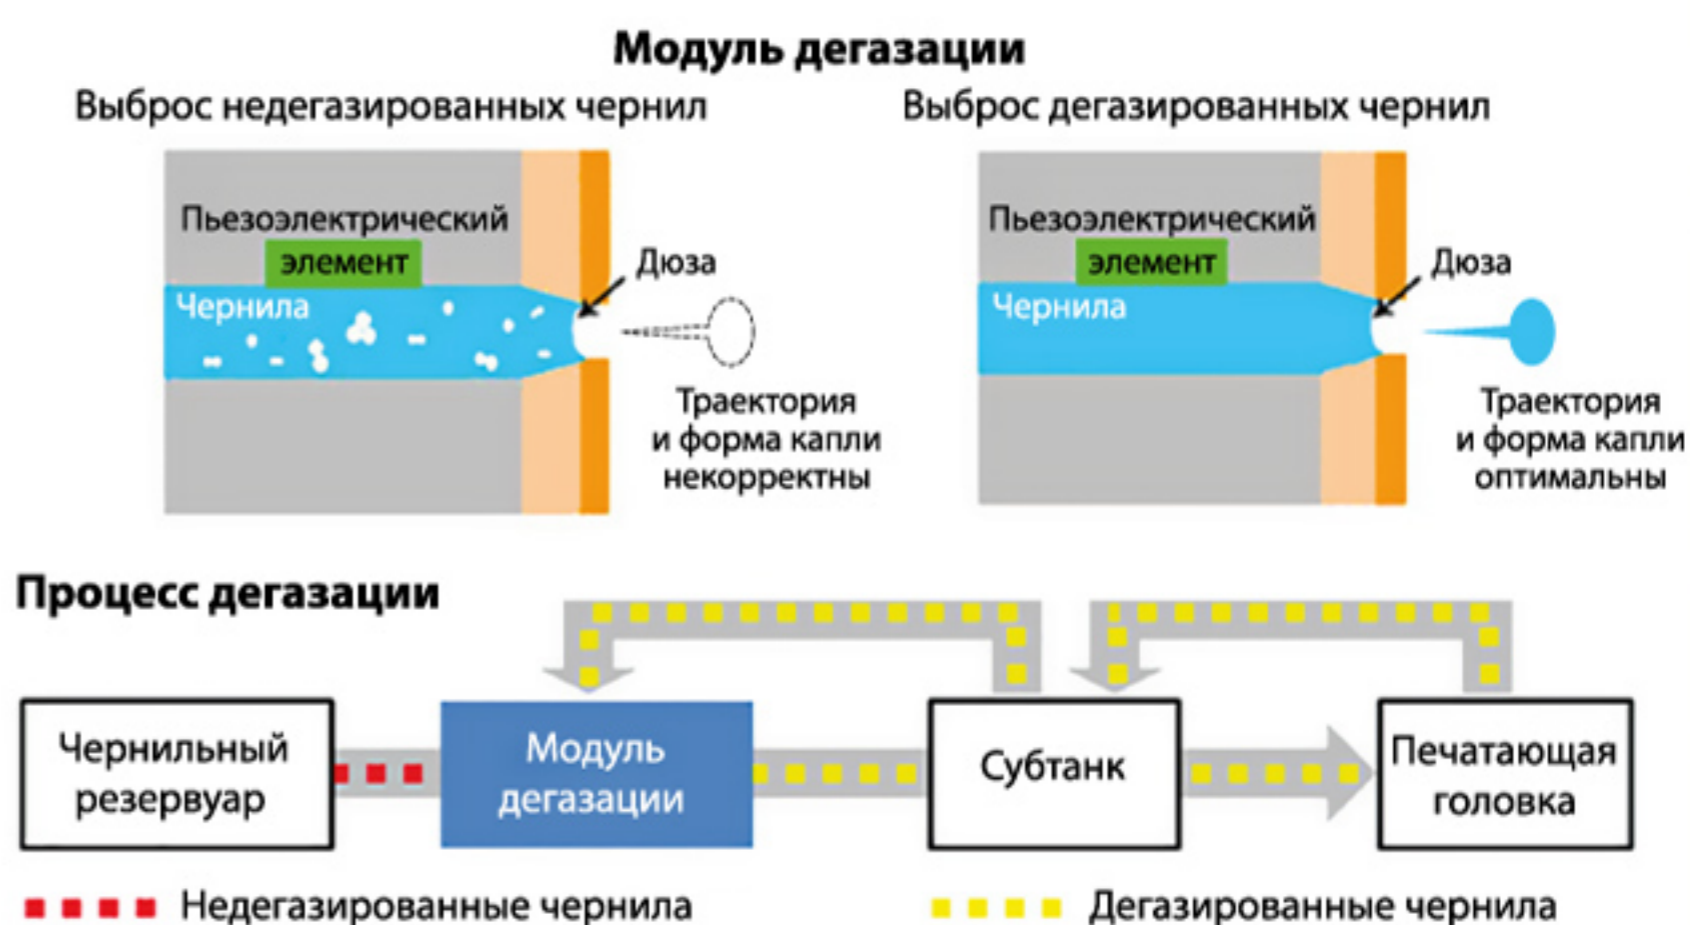 Модуль дегазации
Выброс недегазированных чернил
Пьезоэлектрический
элемент
Дюза
Чернила
Траектория
и форма капли
некорректны
Выброс дегазированных чернил
Пьезоэлектрический
элемент
Дюза
Чернила
Траектория
и форма капли
оптимальны
Процесс дегазации
Чернильный
резервуар
Модуль
дегазации
Субтанк
Печатающая
головка
Недегазированные чернила
Дегазированные чернила